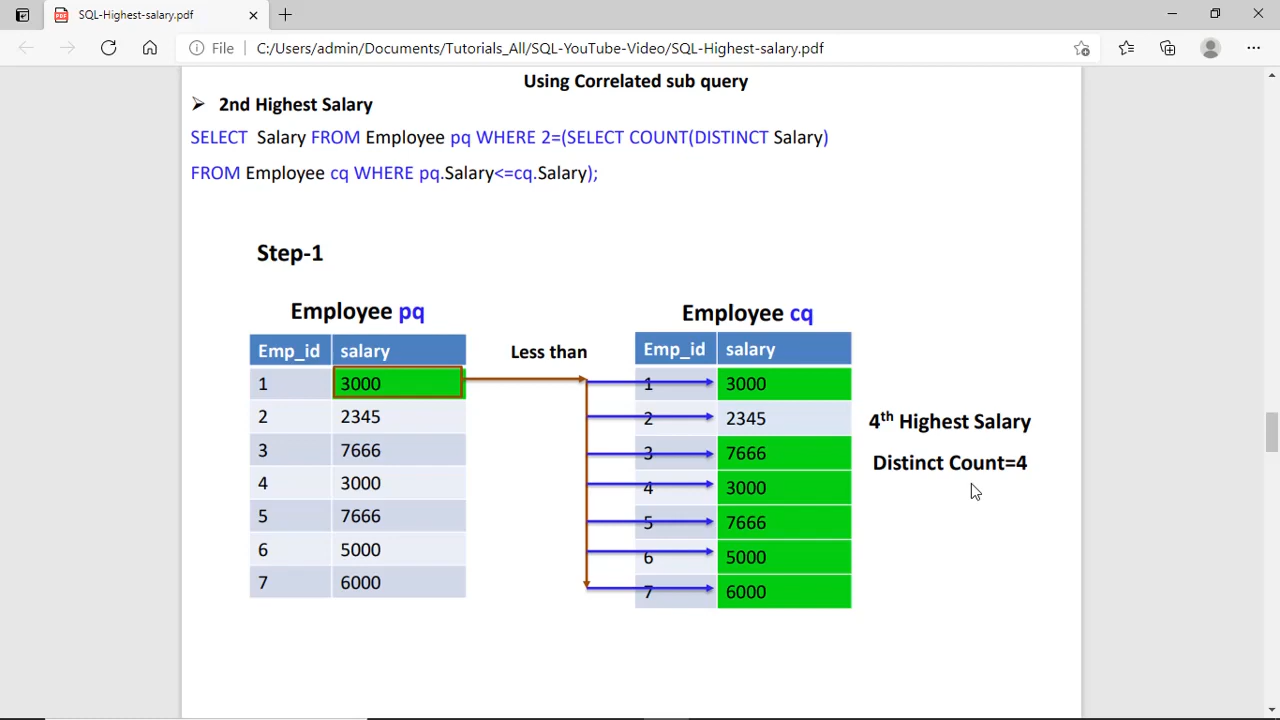 SQL-Highest-salary.pdf
File C:/Users/admin/Documents/Tutorials_All/SQL-YouTube-Video/SQL-Highest-salary.pdf
Using Correlated sub query
➢ 2nd Highest Salary
SELECT Salary FROM Employee pq WHERE 2=(SELECT COUNT(DISTINCT Salary)
FROM Employee cq WHERE pq.Salary<=cq.Salary);
Step-1
Employee pq
Emp_id salary
1 3000
2 2345
3 7666
4 3000
5 7666
6 5000
7 6000
Less than
Employee cq
Emp_id salary
1 3000
2 2345
3 7666
4 3000
5 7666
6 5000
7 6000
4th Highest Salary
Distinct Count=4